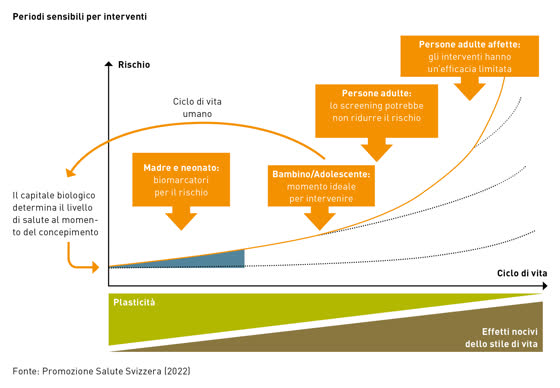 Periodi sensibili per interventi
Rischio
Persone adulte affette:
gli interventi hanno
un'efficacia limitata
Persone adulte:
lo screening potrebbe
non ridurre il rischio
Ciclo di vita
umano
Madre e neonato:
biomarcatori
per il rischio
Bambino/Adolescente:
momento ideale
per intervenire
Il capitale biologico
determina il livello
di salute al momen-
to del concepimento
Ciclo di vita
Plasticità
Effetti nocivi
dello stile di vita
Fonte: Promozione Salute Svizzera (2022)